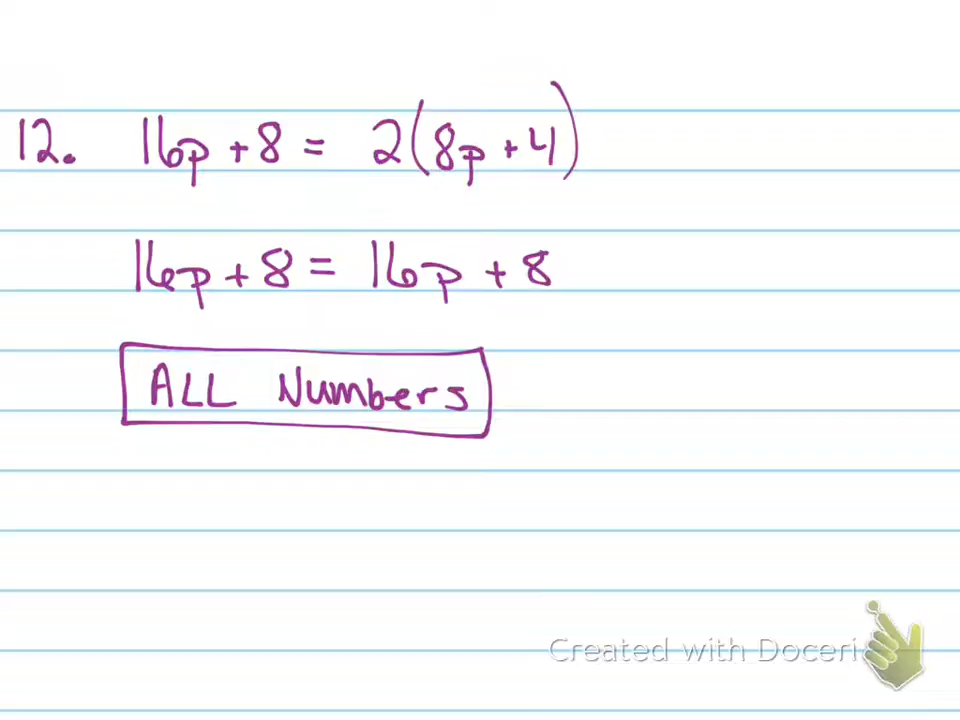 12. 16p + 8 = 2(8p + 4)
16p + 8 = 16p + 8
ALL Numbers
Created with Doceri